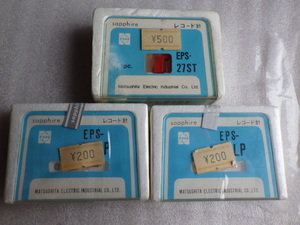 sapphire レコード針
¥500
EPS-
27ST
Matsushita Electric Industrial Co., Ltd.
sapphire レコード針
EPS-
¥200
P
MATSUSHITA ELECTRIC INDUSTRIAL CO., LTD.
sapphire レコード針
EPS-
¥200
LP
MATSUSHITA ELECTRIC INDUSTRIAL CO., LTD.